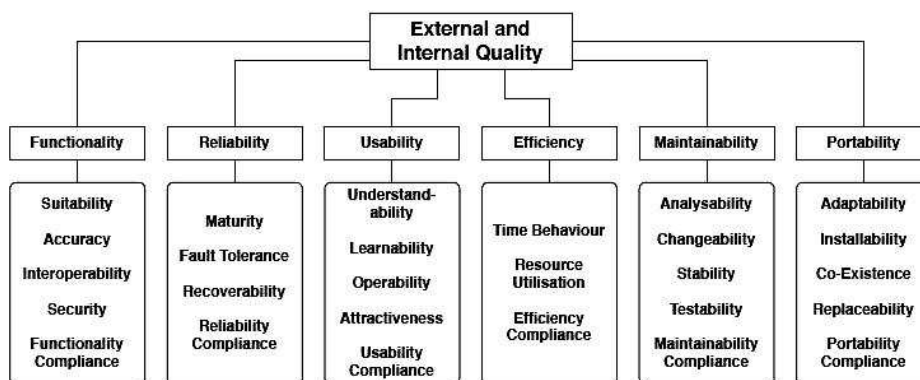 External and
Internal Quality
Functionality
Reliability
Usability
Efficiency
Maintainability
Portability
Suitability
Accuracy
Interoperability
Security
Functionality
Compliance
Maturity
Fault Tolerance
Recoverability
Reliability
Compliance
Understand-
ability
Learnability
Operability
Attractiveness
Usability
Compliance
Time Behaviour
Resource
Utilisation
Efficiency
Compliance
Analysability
Changeability
Stability
Testability
Maintainability
Compliance
Adaptability
Installability
Co-Existence
Replaceability
Portability
Compliance